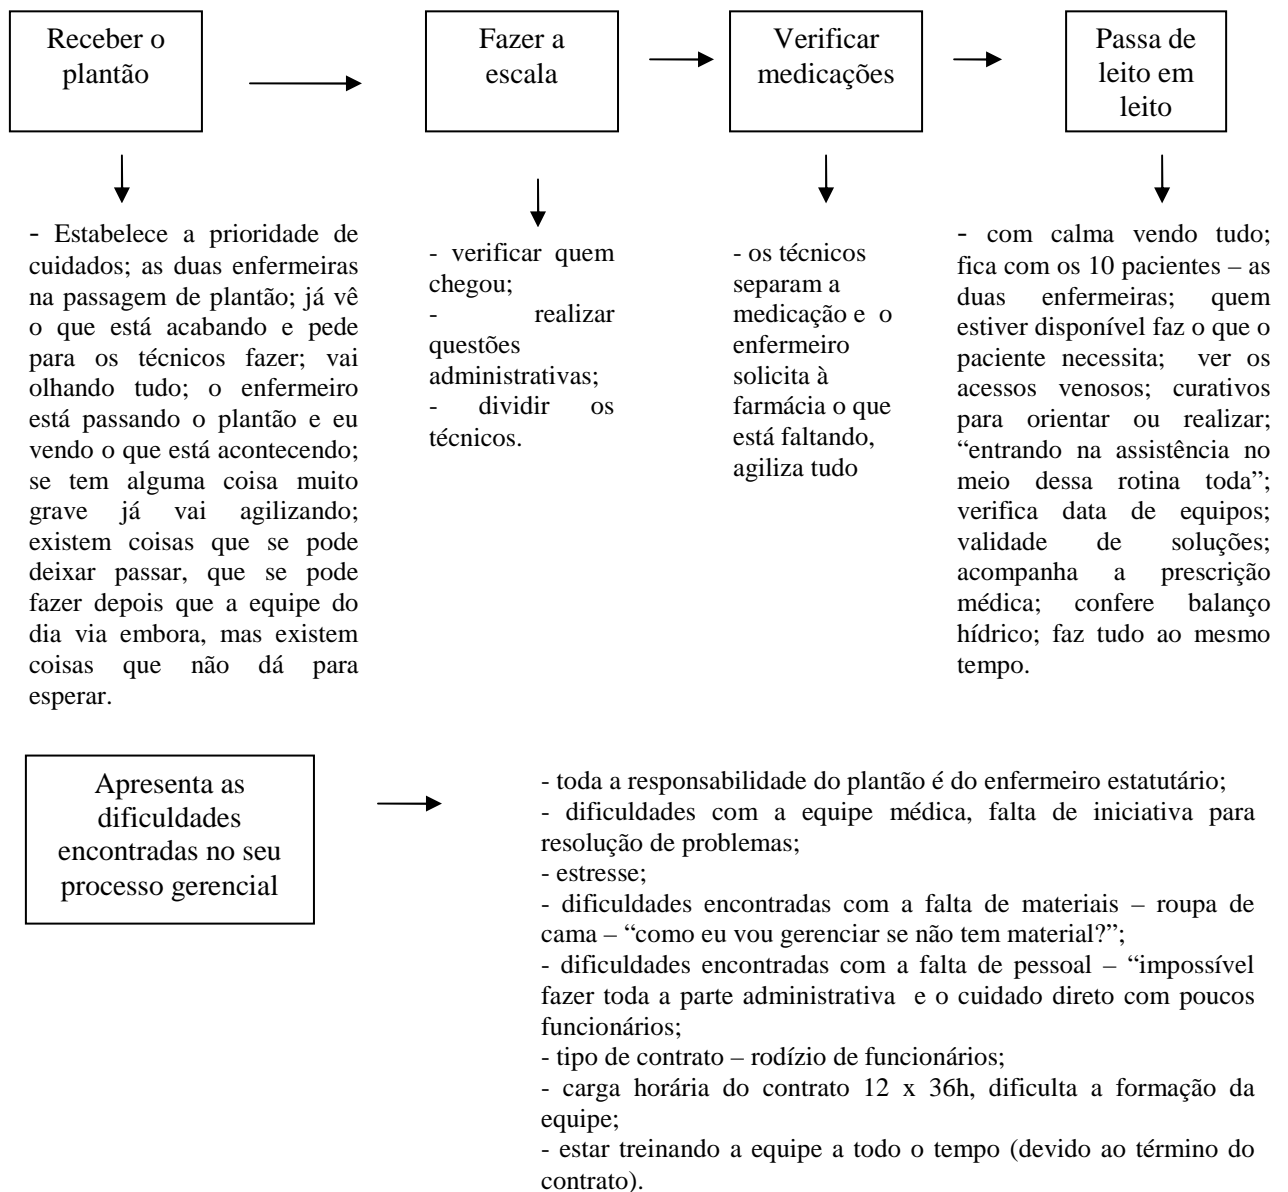 Receber o
plantão
Fazer a
escala
Verificar
medicações
Passa de
leito em
leito
- Estabelece a prioridade de
cuidados; as duas enfermeiras
na passagem de plantão; já vê
o que está acabando e pede
para os técnicos fazer; vai
olhando tudo; o enfermeiro
está passando o plantão e eu
vendo o que está acontecendo;
se tem alguma coisa muito
grave já vai agilizando;
existem coisas que se pode
deixar passar, que se pode
fazer depois que a equipe do
dia via embora, mas existem
coisas que não dá para
esperar.
- verificar quem
chegou;
- realizar
questões
administrativas;
- dividir os
técnicos.
- os técnicos
separam a
medicação e o
enfermeiro
solicita à
farmácia o que
está faltando,
agiliza tudo
- com calma vendo tudo;
fica com os 10 pacientes – as
duas enfermeiras; quem
estiver disponível faz o que o
paciente necessita; ver os
acessos venosos; curativos
para orientar ou realizar;
“entrando na assistência no
meio dessa rotina toda”;
verifica data de equipos;
validade de soluções;
acompanha a prescrição
médica; confere balanço
hídrico; faz tudo ao mesmo
tempo.
Apresenta as
dificuldades
encontradas no seu
processo gerencial
- toda a responsabilidade do plantão é do enfermeiro estatutário;
- dificuldades com a equipe médica, falta de iniciativa para
resolução de problemas;
- estresse;
- dificuldades encontradas com a falta de materiais – roupa de
cama – “como eu vou gerenciar se não tem material?”;
- dificuldades encontradas com a falta de pessoal – “impossível
fazer toda a parte administrativa e o cuidado direto com poucos
funcionários;
- tipo de contrato – rodízio de funcionários;
- carga horária do contrato 12 x 36h, dificulta a formação da
equipe;
- estar treinando a equipe a todo o tempo (devido ao término do
contrato).